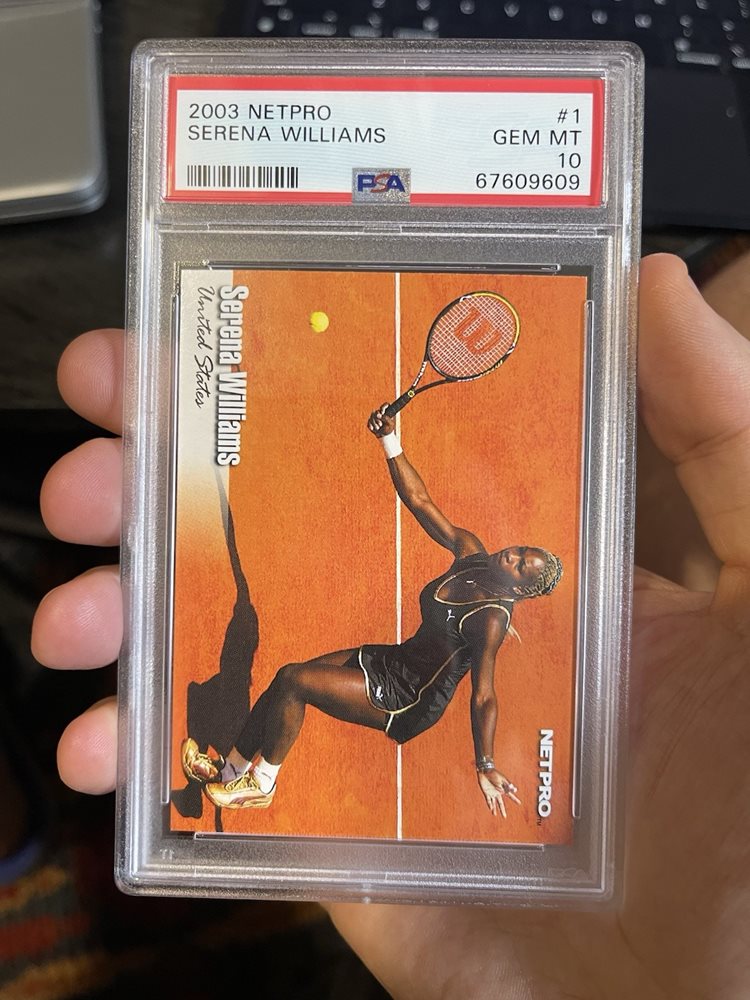 2003 NETPRO #1
SERENA WILLIAMS GEM MT
10
PSA 67609609
Serena Williams
United States
W
NETPRO